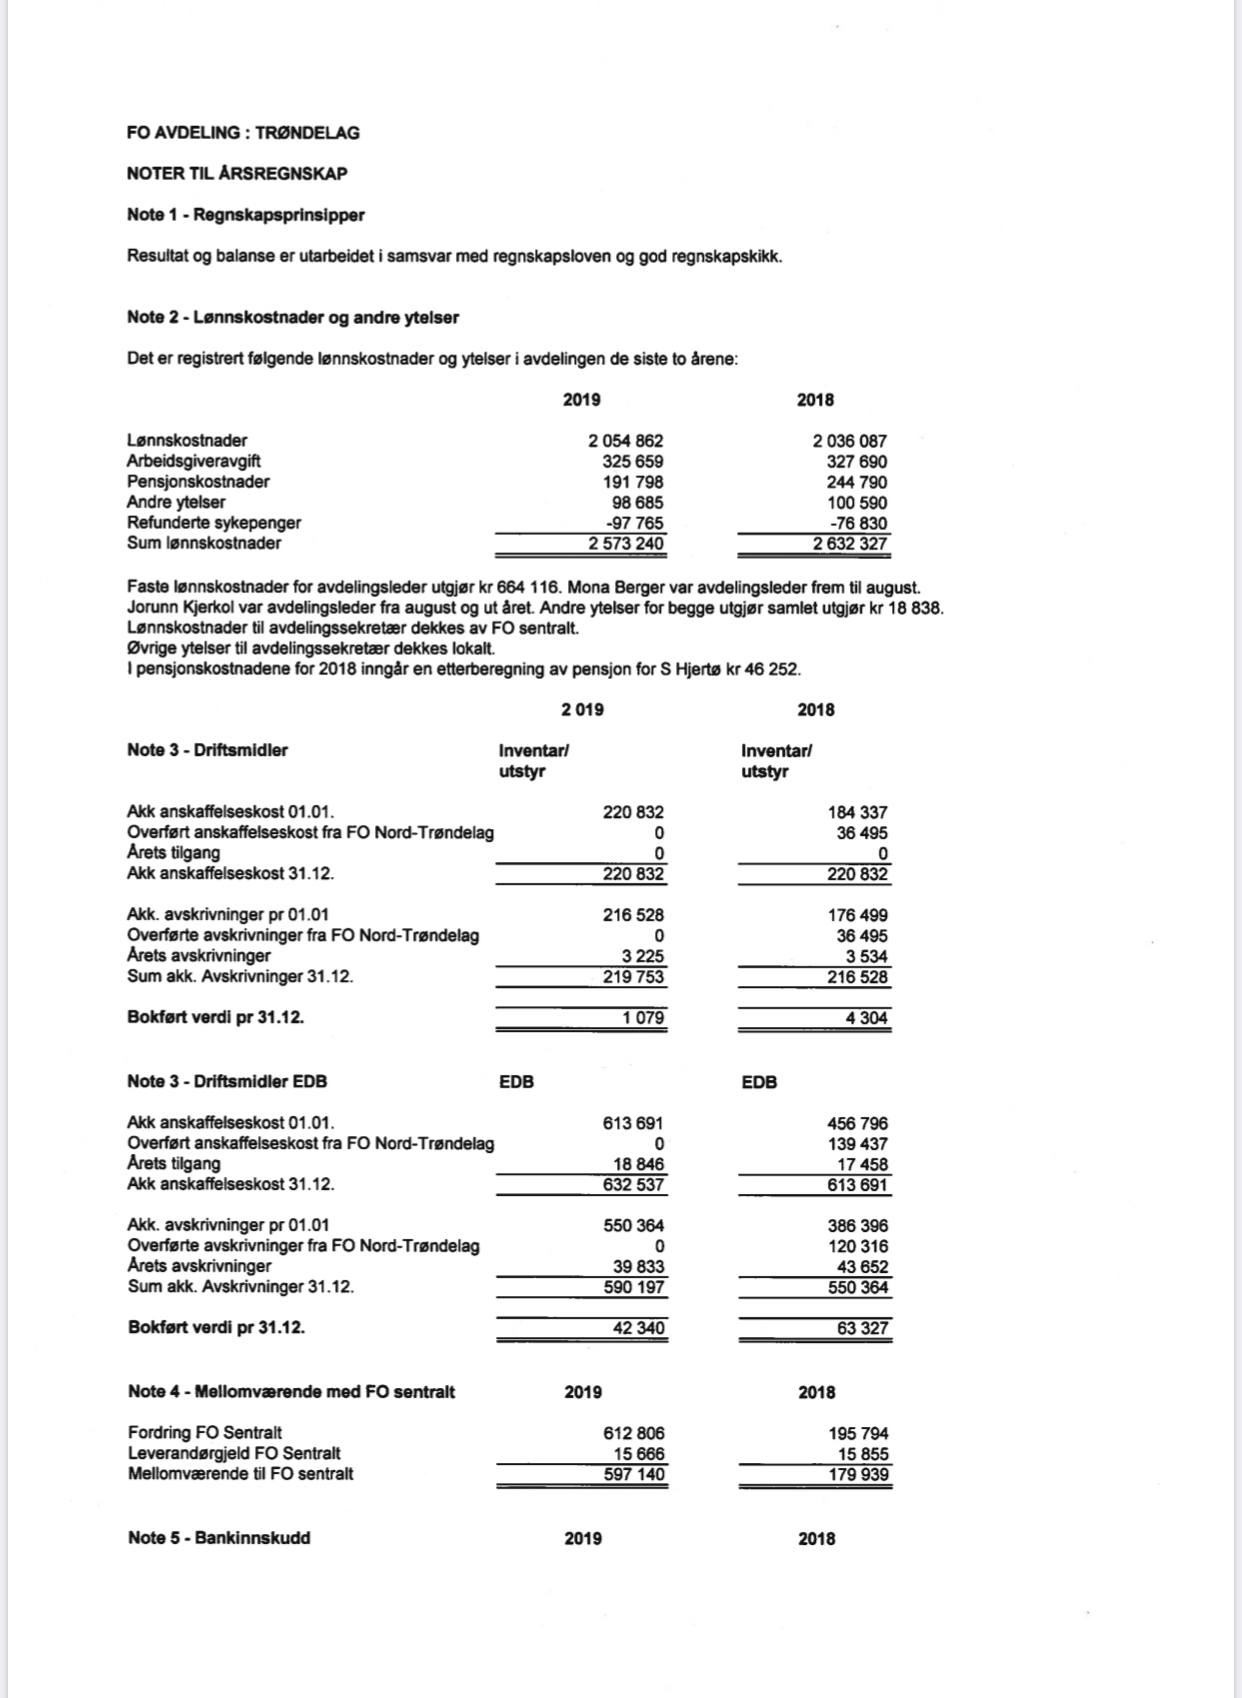 FO AVDELING : TRØNDELAG
NOTER TIL ÅRSREGNSKAP
Note 1 - Regnskapsprinsipper
Resultat og balanse er utarbeidet i samsvar med regnskapsloven og god regnskapskikk.
Note 2 - Lønnskostnader og andre ytelser
Det er registrert følgende lønnskostnader og ytelser i avdelingen de siste to årene:
2019 2018
Lønnskostnader 2 054 862 2 036 087
Arbeidsgiveravgift 325 659 327 690
Pensjonskostnader 191 798 244 790
Andre ytelser 98 685 100 590
Refunderte sykepenger -97 765 -76 830
Sum lønnskostnader 2 573 240 2 632 327
Faste lønnskostnader for avdelingsleder utgjør kr 664 116. Mona Berger var avdelingsleder frem til august.
Jorunn Kjerkol var avdelingsleder fra august og ut året. Andre ytelser for begge utgjør samlet utgjør kr 18 838.
Lønnskostnader til avdelingssekretær dekkes av FO sentralt.
Øvrige ytelser til avdelingssekretær dekkes lokalt.
I pensjonskostnadene for 2018 inngår en etterberegning av pensjon for S Hjertø kr 46 252.
2 019 2018
Note 3 - Driftsmidler Inventar/ Inventar/
utstyr utstyr
Akk anskaffelseskost 01.01. 220 832 184 337
Overført anskaffelseskost fra FO Nord-Trøndelag 0 36 495
Årets tilgang 0 0
Akk anskaffelseskost 31.12. 220 832 220 832
Akk. avskrivninger pr 01.01 216 528 176 499
Overførte avskrivninger fra FO Nord-Trøndelag 0 36 495
Årets avskrivninger 3 225 3 534
Sum akk. Avskrivninger 31.12. 219 753 216 528
Bokført verdi pr 31.12. 1 079 4 304
Note 3 - Driftsmidler EDB EDB EDB
Akk anskaffelseskost 01.01. 613 691 456 796
Overført anskaffelseskost fra FO Nord-Trøndelag 0 139 437
Årets tilgang 18 846 17 458
Akk anskaffelseskost 31.12. 632 537 613 691
Akk. avskrivninger pr 01.01 550 364 386 396
Overførte avskrivninger fra FO Nord-Trøndelag 0 120 316
Årets avskrivninger 39 833 43 652
Sum akk. Avskrivninger 31.12. 590 197 550 364
Bokført verdi pr 31.12. 42 340 63 327
Note 4 - Mellomværende med FO sentralt 2019 2018
Fordring FO Sentralt 612 806 195 794
Leverandørgjeld FO Sentralt 15 666 15 855
Mellomværende til FO sentralt 597 140 179 939
Note 5 - Bankinnskudd 2019 2018